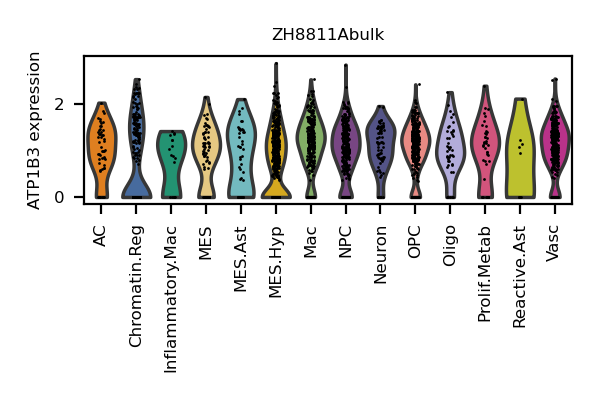 ZH8811Abulk
ATP1B3 expression
2
0
AC
Chromatin.Reg
Inflammatory.Mac
MES
MES.Ast
MES.Hyp
Mac
NPC
Neuron
OPC
Oligo
Prolif.Metab
Reactive.Ast
Vasc